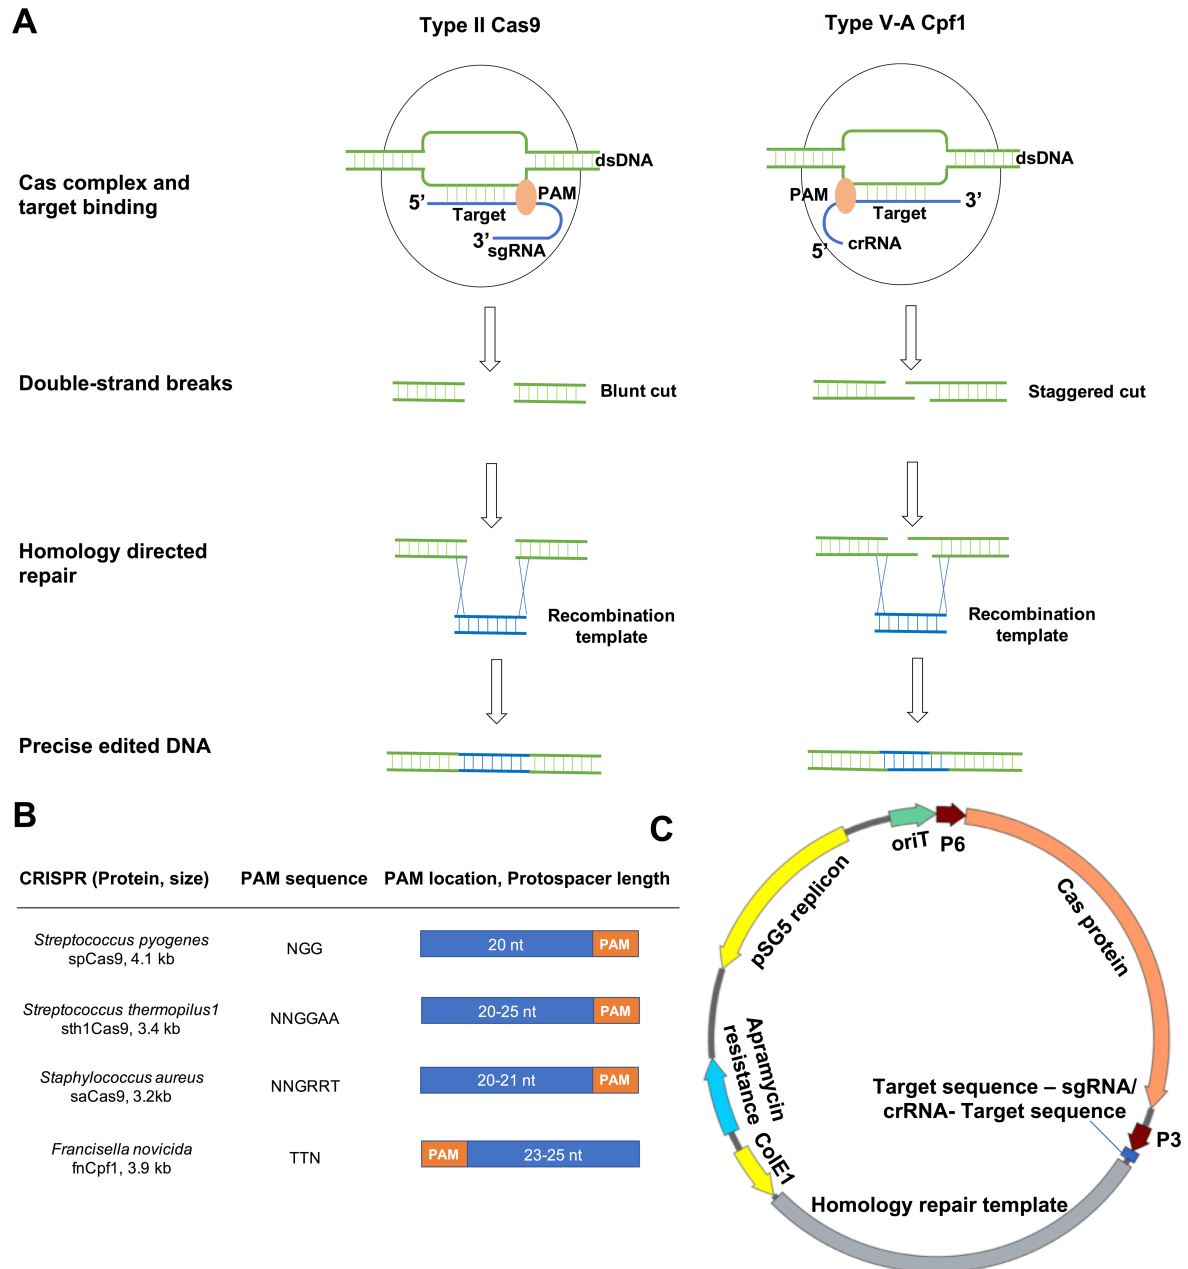 A
Type II Cas9
Type V-A Cpf1
Cas complex and
target binding
dsDNA
PAM
5’
Target
3’
sgRNA
dsDNA
PAM
Target
3’
crRNA
5’
Double-strand breaks
Blunt cut
Staggered cut
Homology directed
repair
Recombination
template
Recombination
template
Precise edited DNA
B
CRISPR (Protein, size)
PAM sequence
PAM location, Protospacer length
Streptococcus pyogenes
spCas9, 4.1 kb
NGG
20 nt
PAM
Streptococcus thermopilus1
sth1Cas9, 3.4 kb
NNGGAA
20-25 nt
PAM
Staphylococcus aureus
saCas9, 3.2kb
NNGRRT
20-21 nt
PAM
Francisella novicida
fnCpf1, 3.9 kb
TTN
PAM
23-25 nt
C
oriT
P6
Cas protein
pSG5 replicon
Apramycin
resistance
ColE1
Target sequence – sgRNA/
crRNA- Target sequence
P3
Homology repair template